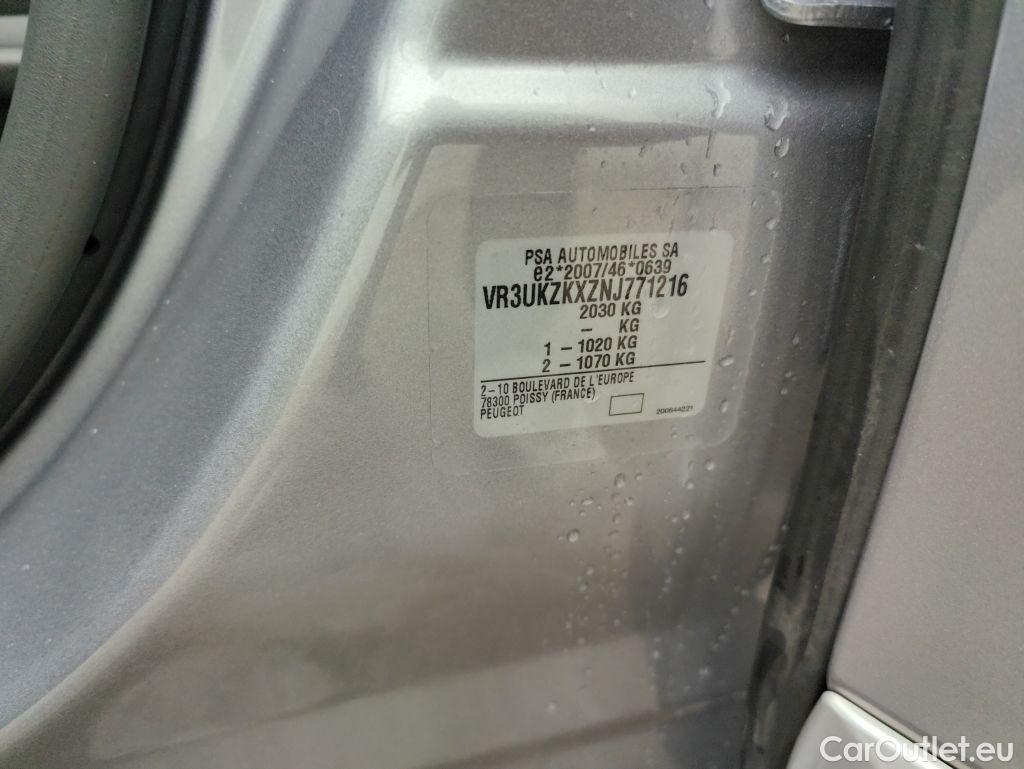 PSA AUTOMOBILES SA
e2*2007/46*0639
VR3UKZKXZNJ771216
2030 KG
– KG
1 – 1020 KG
2 – 1070 KG
2 – 10 BOULEVARD DE L'EUROPE
78300 POISSY (FRANCE)
PEUGEOT
200644221
CarOutlet.eu